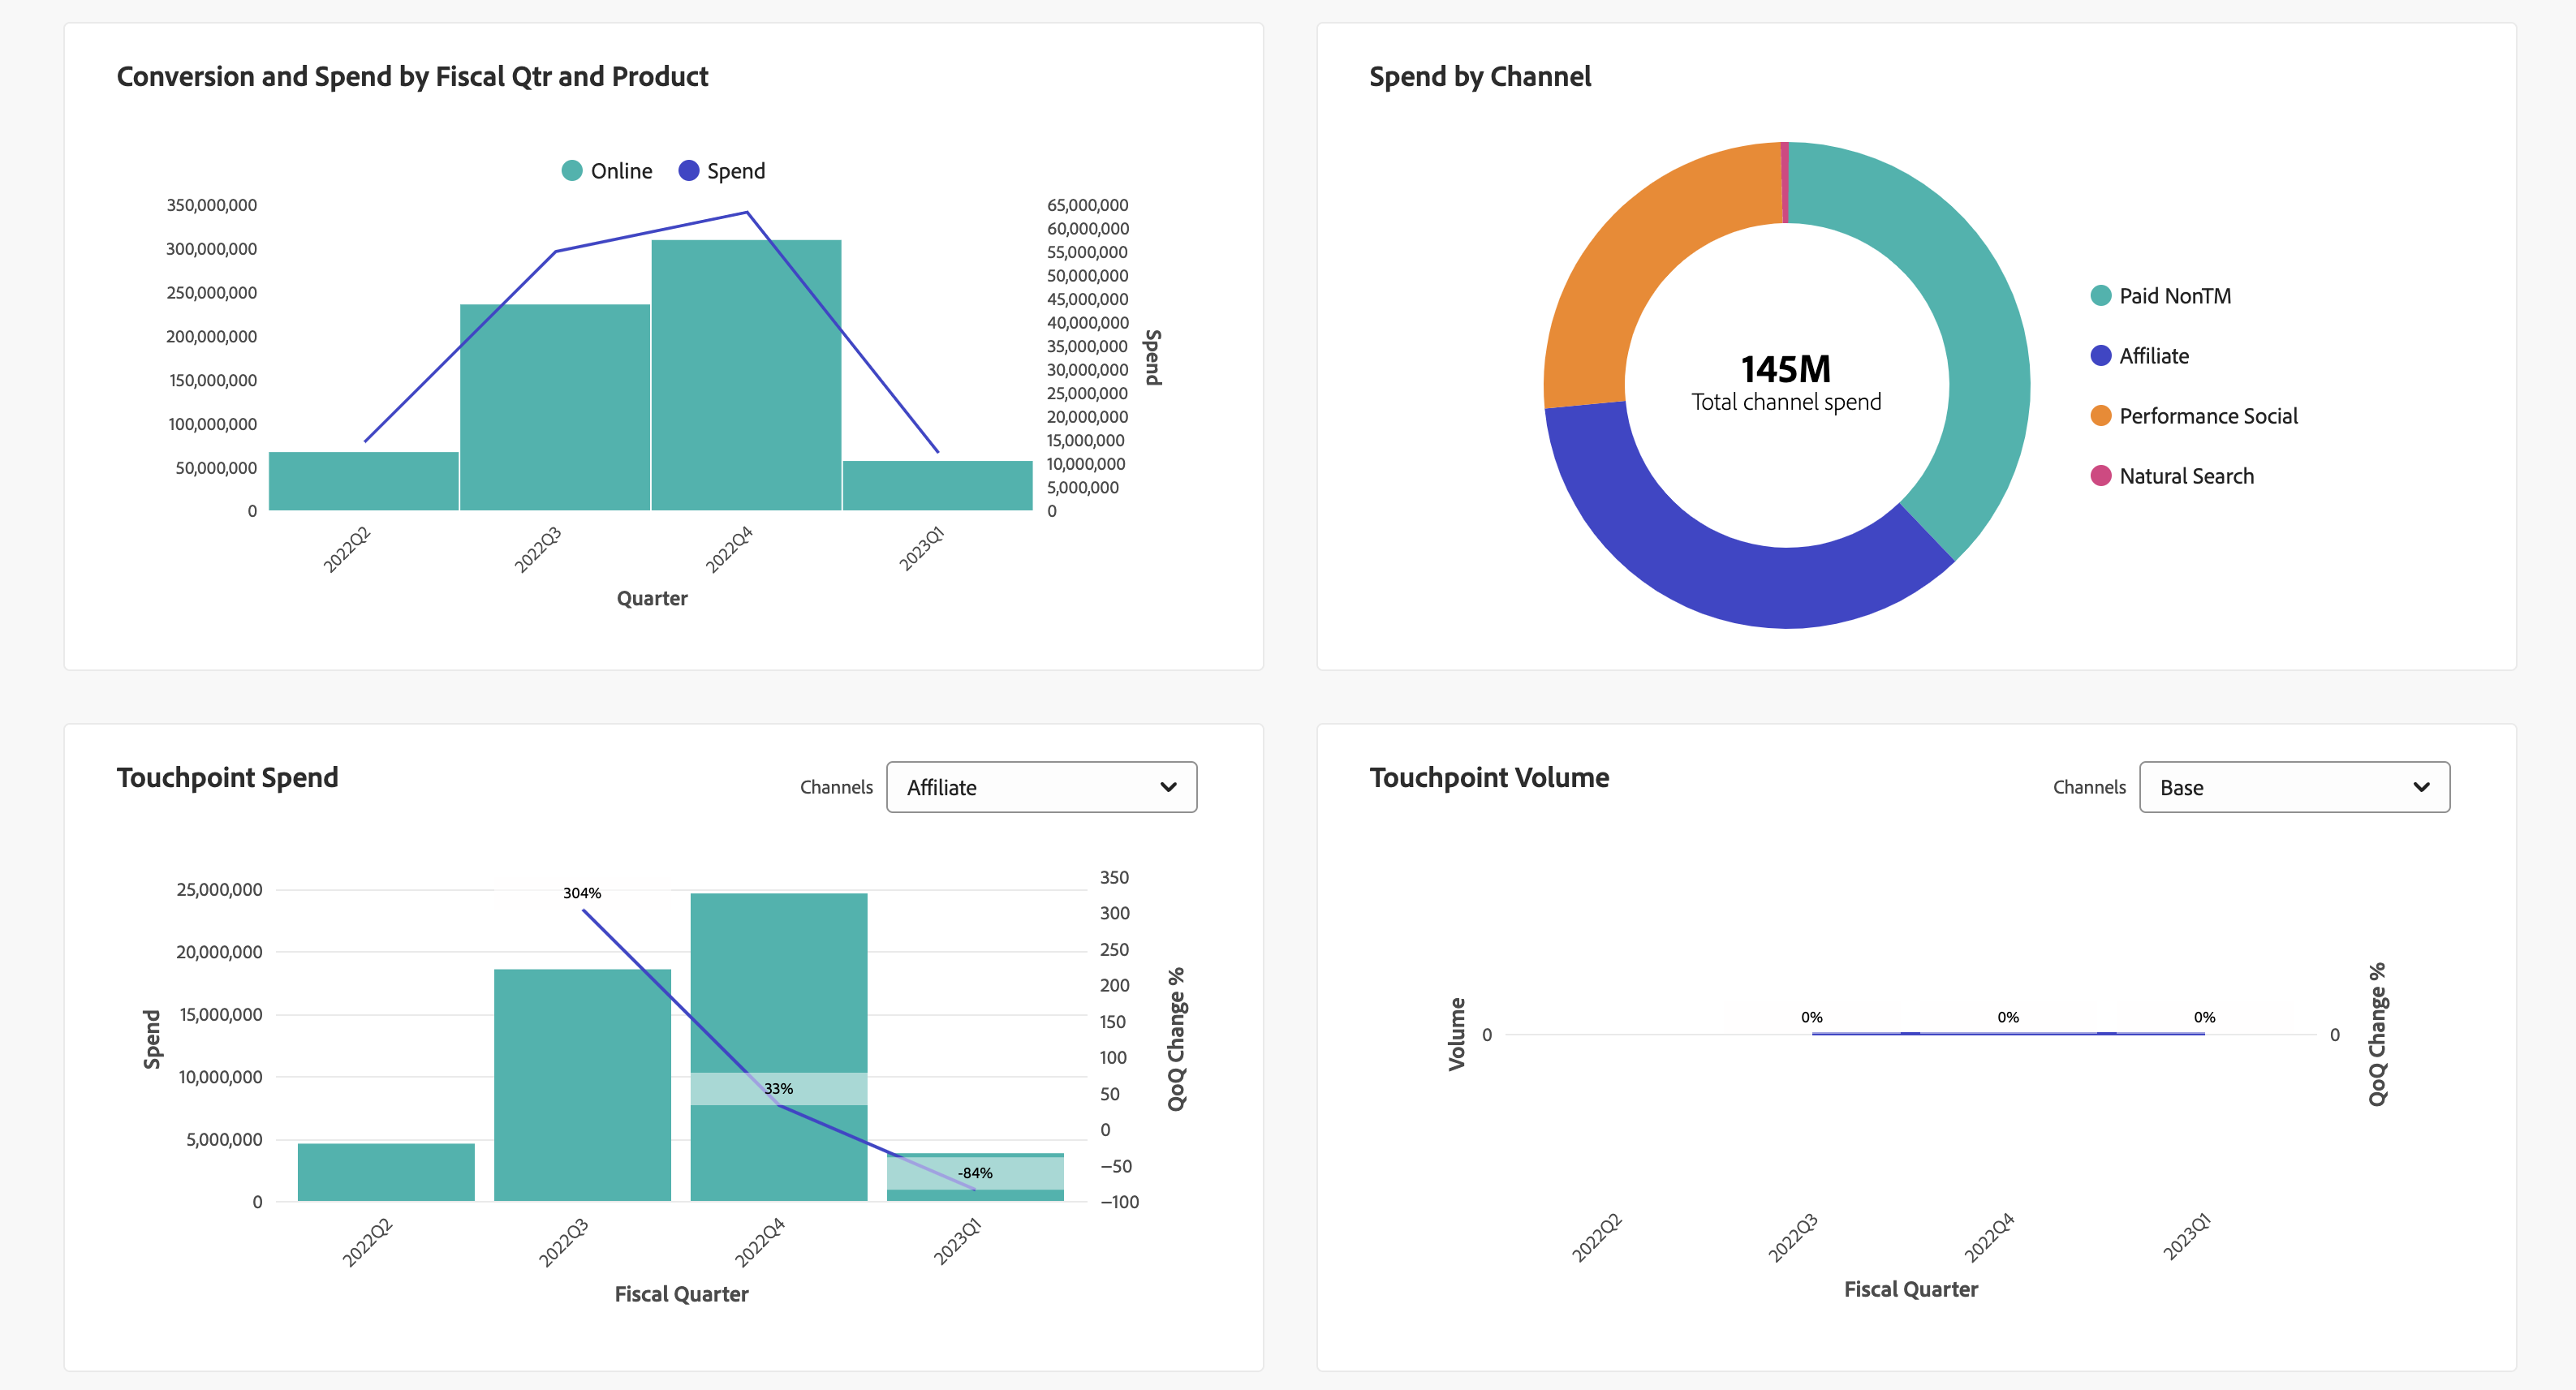 Conversion and Spend by Fiscal Qtr and Product
Online
Spend
350,000,000
300,000,000
250,000,000
200,000,000
150,000,000
100,000,000
50,000,000
0
65,000,000
60,000,000
55,000,000
50,000,000
45,000,000
40,000,000
35,000,000
30,000,000
25,000,000
20,000,000
15,000,000
10,000,000
5,000,000
0
Spend
2022Q2
2022Q3
2022Q4
2023Q1
Quarter
Spend by Channel
145M
Total channel spend
Paid NonTM
Affiliate
Performance Social
Natural Search
Touchpoint Spend
Channels
Affiliate
Spend
25,000,000
20,000,000
15,000,000
10,000,000
5,000,000
0
304%
33%
-84%
350
300
250
200
150
100
50
0
−50
−100
QoQ Change %
2022Q2
2022Q3
2022Q4
2023Q1
Fiscal Quarter
Touchpoint Volume
Channels
Base
Volume
0
0%
0%
0%
0
QoQ Change %
2022Q2
2022Q3
2022Q4
2023Q1
Fiscal Quarter